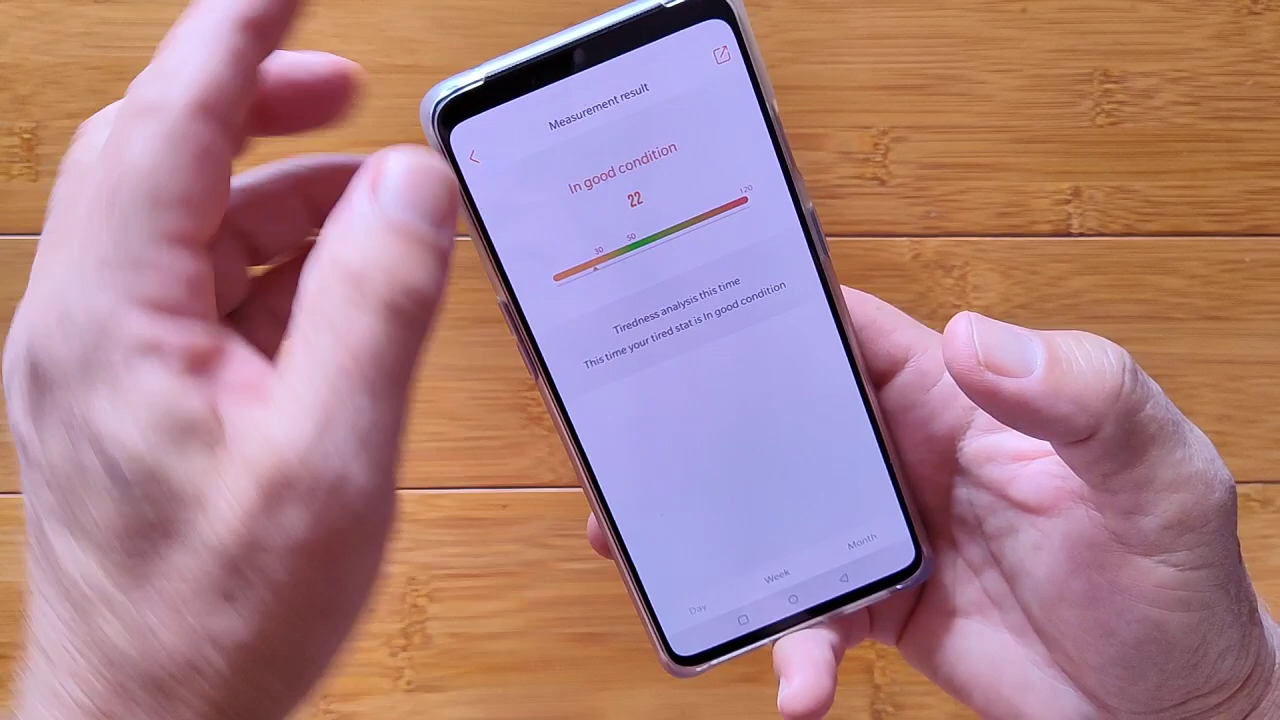 Measurement result
In good condition
22
30 50 120
Tiredness analysis this time
This time your tired stat is In good condition
Day Week Month